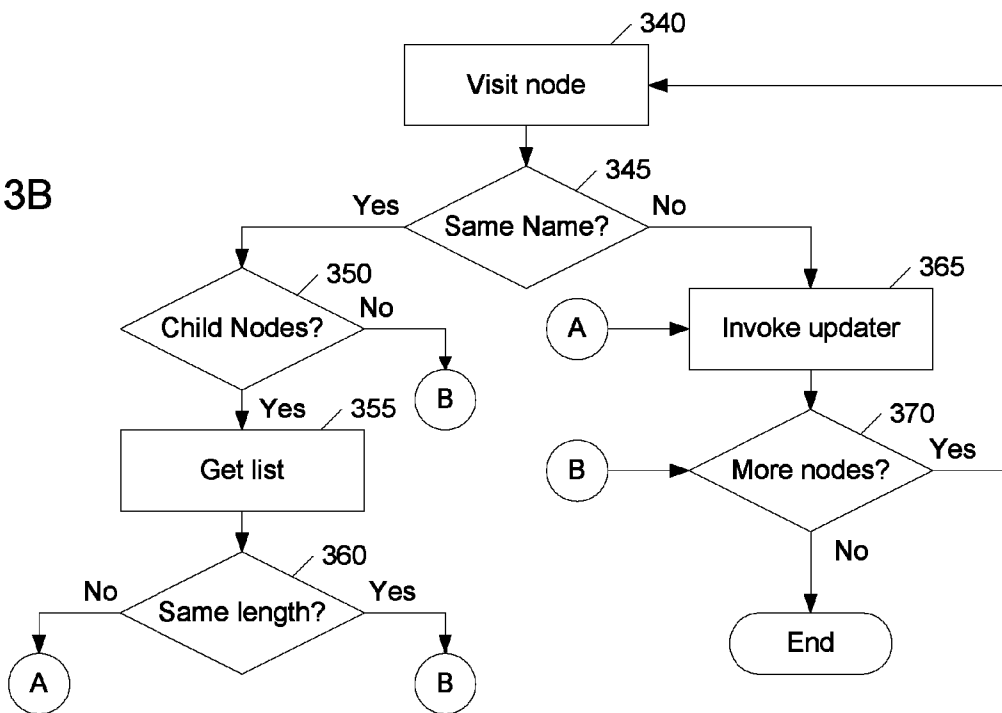 340
Visit node
3B
345
Yes
Same Name?
No
350
Child Nodes?
No
B
365
A
Invoke updater
Yes
355
Get list
370
B
More nodes?
Yes
No
360
No
Same length?
Yes
A
B
End